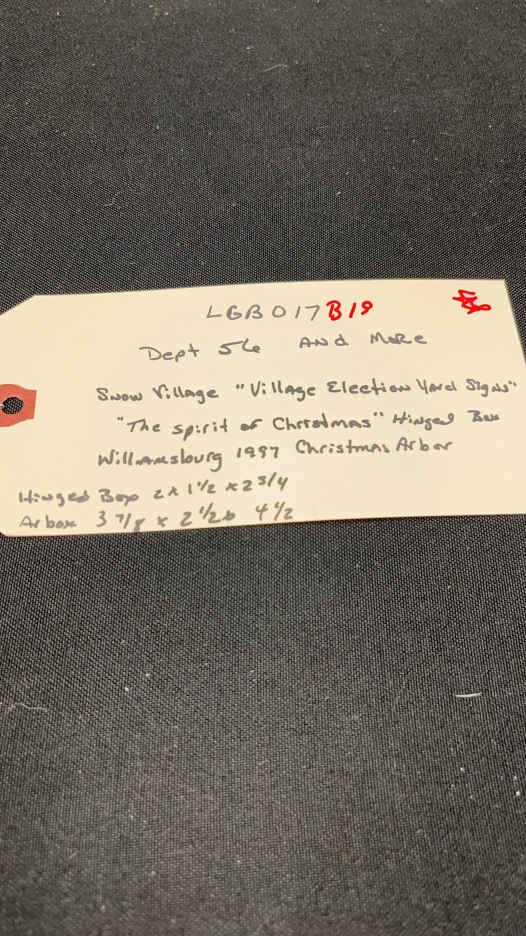 LGB017B19
Dept 56 AND MoRe
Snow Village "Village Election Yard Signs"
"The spirit of Christmas" Hinged Box
Williamsburg 1997 Christmas Arbor
Hinged Box 2 x 1 1/2 x 2 3/4
Arbor 3 7/8 x 2 1/2 x 4 1/2